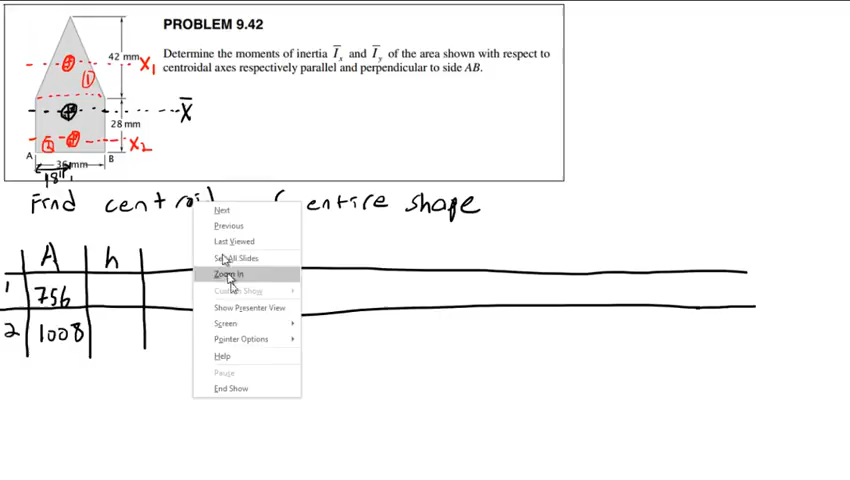 PROBLEM 9.42
Determine the moments of inertia I̅x and I̅y of the area shown with respect to
centroidal axes respectively parallel and perpendicular to side AB.
42 mm
X1
1
X̅
28 mm
2
X2
A
B
36 mm
18"
Find centroid entire shape
A h
1 756
2 1008
Next
Previous
Last Viewed
See All Slides
Zoom In
Custom Show
Show Presenter View
Screen
Pointer Options
Help
Pause
End Show